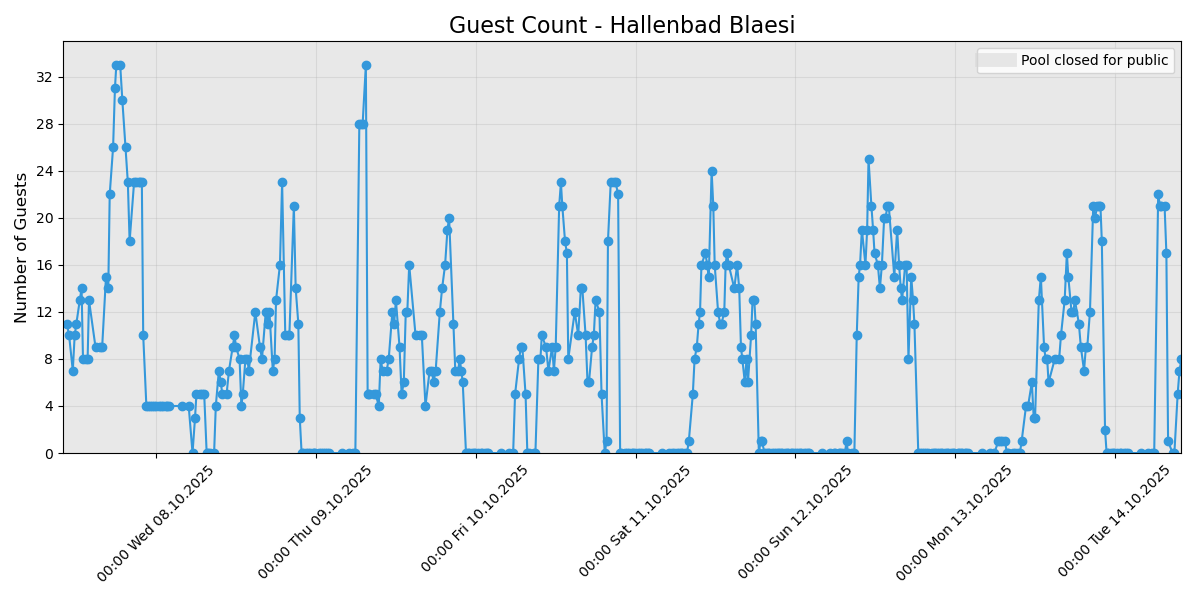 Guest Count - Hallenbad Blaesi
Pool closed for public
Number of Guests
32
28
24
20
16
12
8
4
0
00:00 Wed 08.10.2025
00:00 Thu 09.10.2025
00:00 Fri 10.10.2025
00:00 Sat 11.10.2025
00:00 Sun 12.10.2025
00:00 Mon 13.10.2025
00:00 Tue 14.10.2025